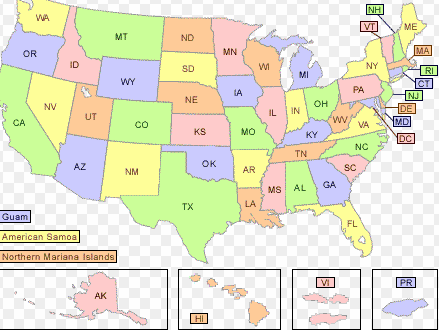 NH
WA
VT
ME
MT
ND
MN
OR
ID
WI
MA
SD
NY
WY
MI
RI
CT
IA
PA
NJ
NE
NV
OH
DE
IL
IN
UT
MD
CA
CO
WV
VA
KS
MO
KY
DC
NC
TN
OK
AZ
NM
AR
SC
MS
AL
GA
TX
LA
Guam
FL
American Samoa
Northern Mariana Islands
AK
HI
VI
PR